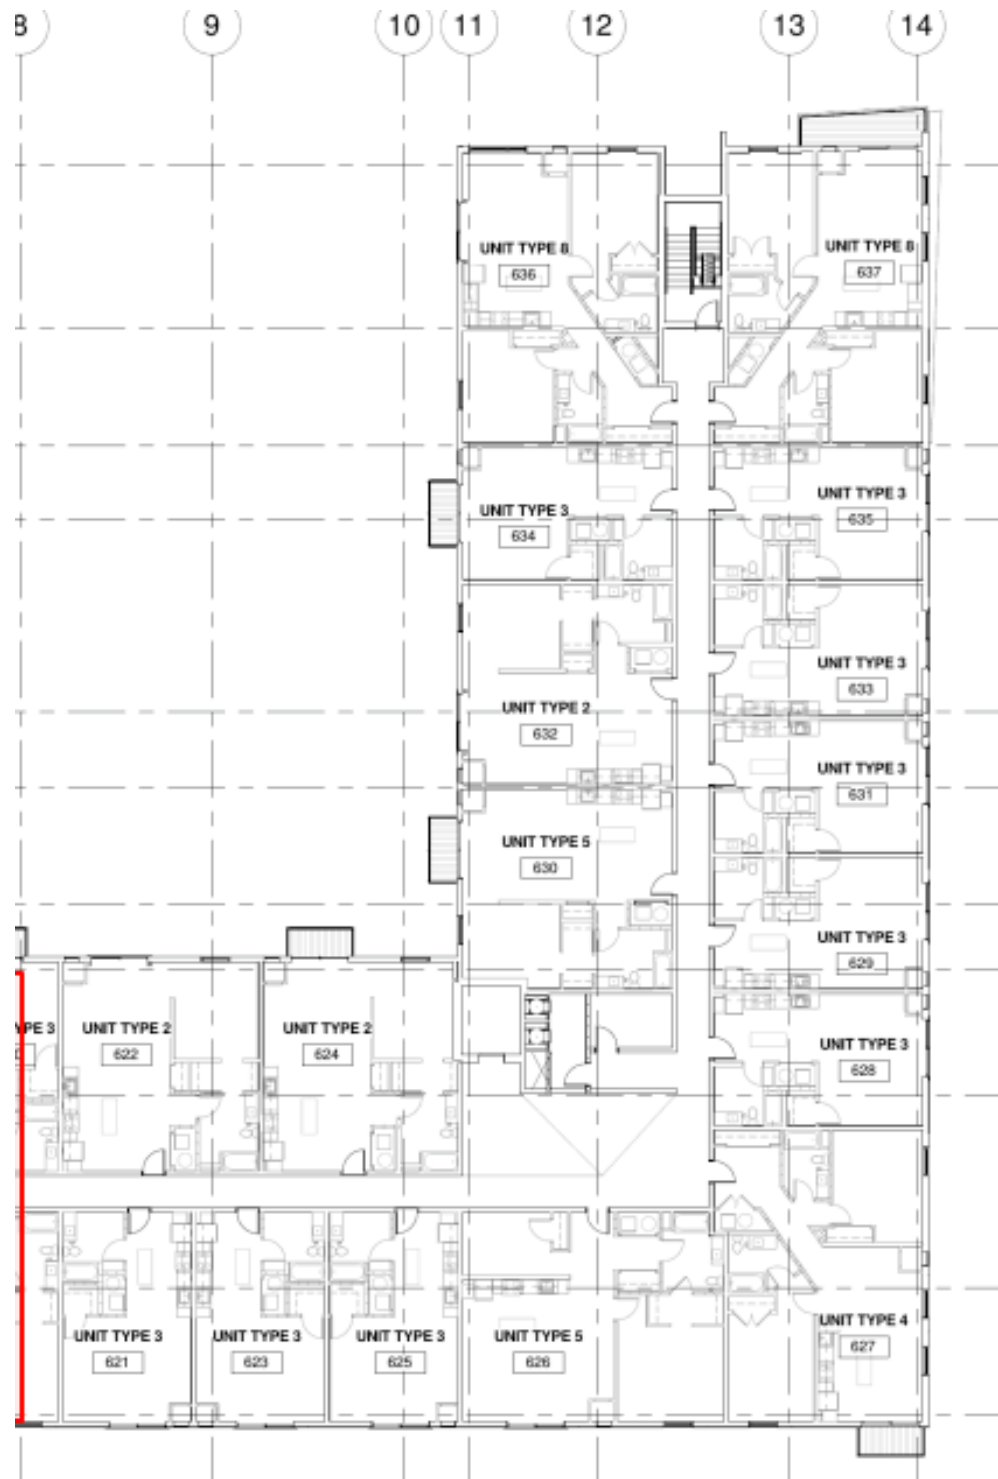 8 9 10 11 12 13 14
UNIT TYPE 8
636
UNIT TYPE 8
637
UNIT TYPE 3
634
UNIT TYPE 3
635
UNIT TYPE 3
633
UNIT TYPE 2
632
UNIT TYPE 3
631
UNIT TYPE 5
630
UNIT TYPE 3
629
YPE 3
UNIT TYPE 2
622
UNIT TYPE 2
624
UNIT TYPE 3
628
UNIT TYPE 3
621
UNIT TYPE 3
623
UNIT TYPE 3
625
UNIT TYPE 5
626
UNIT TYPE 4
627